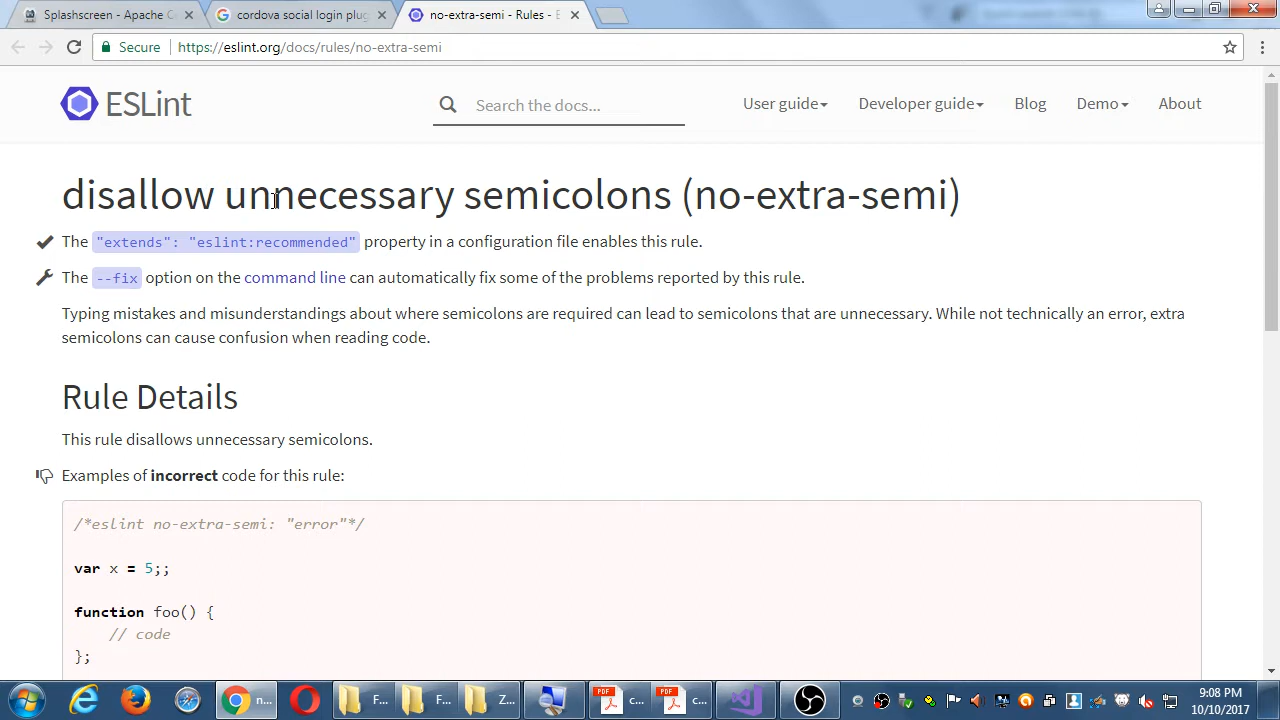 Splashscreen - Apache C
cordova social login plug
no-extra-semi - Rules - E
Secure
https://eslint.org/docs/rules/no-extra-semi
ESLint
Search the docs...
User guide
Developer guide
Blog
Demo
About
disallow unnecessary semicolons (no-extra-semi)
The "extends": "eslint:recommended" property in a configuration file enables this rule.
The --fix option on the command line can automatically fix some of the problems reported by this rule.
Typing mistakes and misunderstandings about where semicolons are required can lead to semicolons that are unnecessary. While not technically an error, extra
semicolons can cause confusion when reading code.
Rule Details
This rule disallows unnecessary semicolons.
Examples of incorrect code for this rule:
/*eslint no-extra-semi: "error"*/
var x = 5;;
function foo() {
// code
};
n...
F...
F...
Z...
PDF
c...
PDF
c...
9:08 PM
10/10/2017